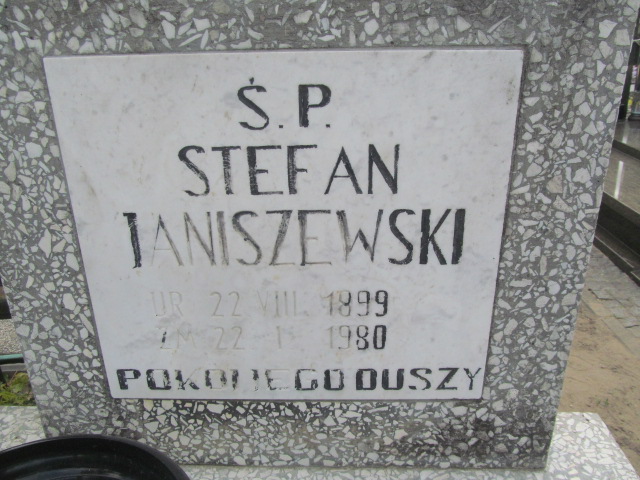 Ś.P.
STEFAN
JANISZEWSKI
UR 22 VIII. 1899
ZM 22 1980
POKÓJ JEGO DUSZY